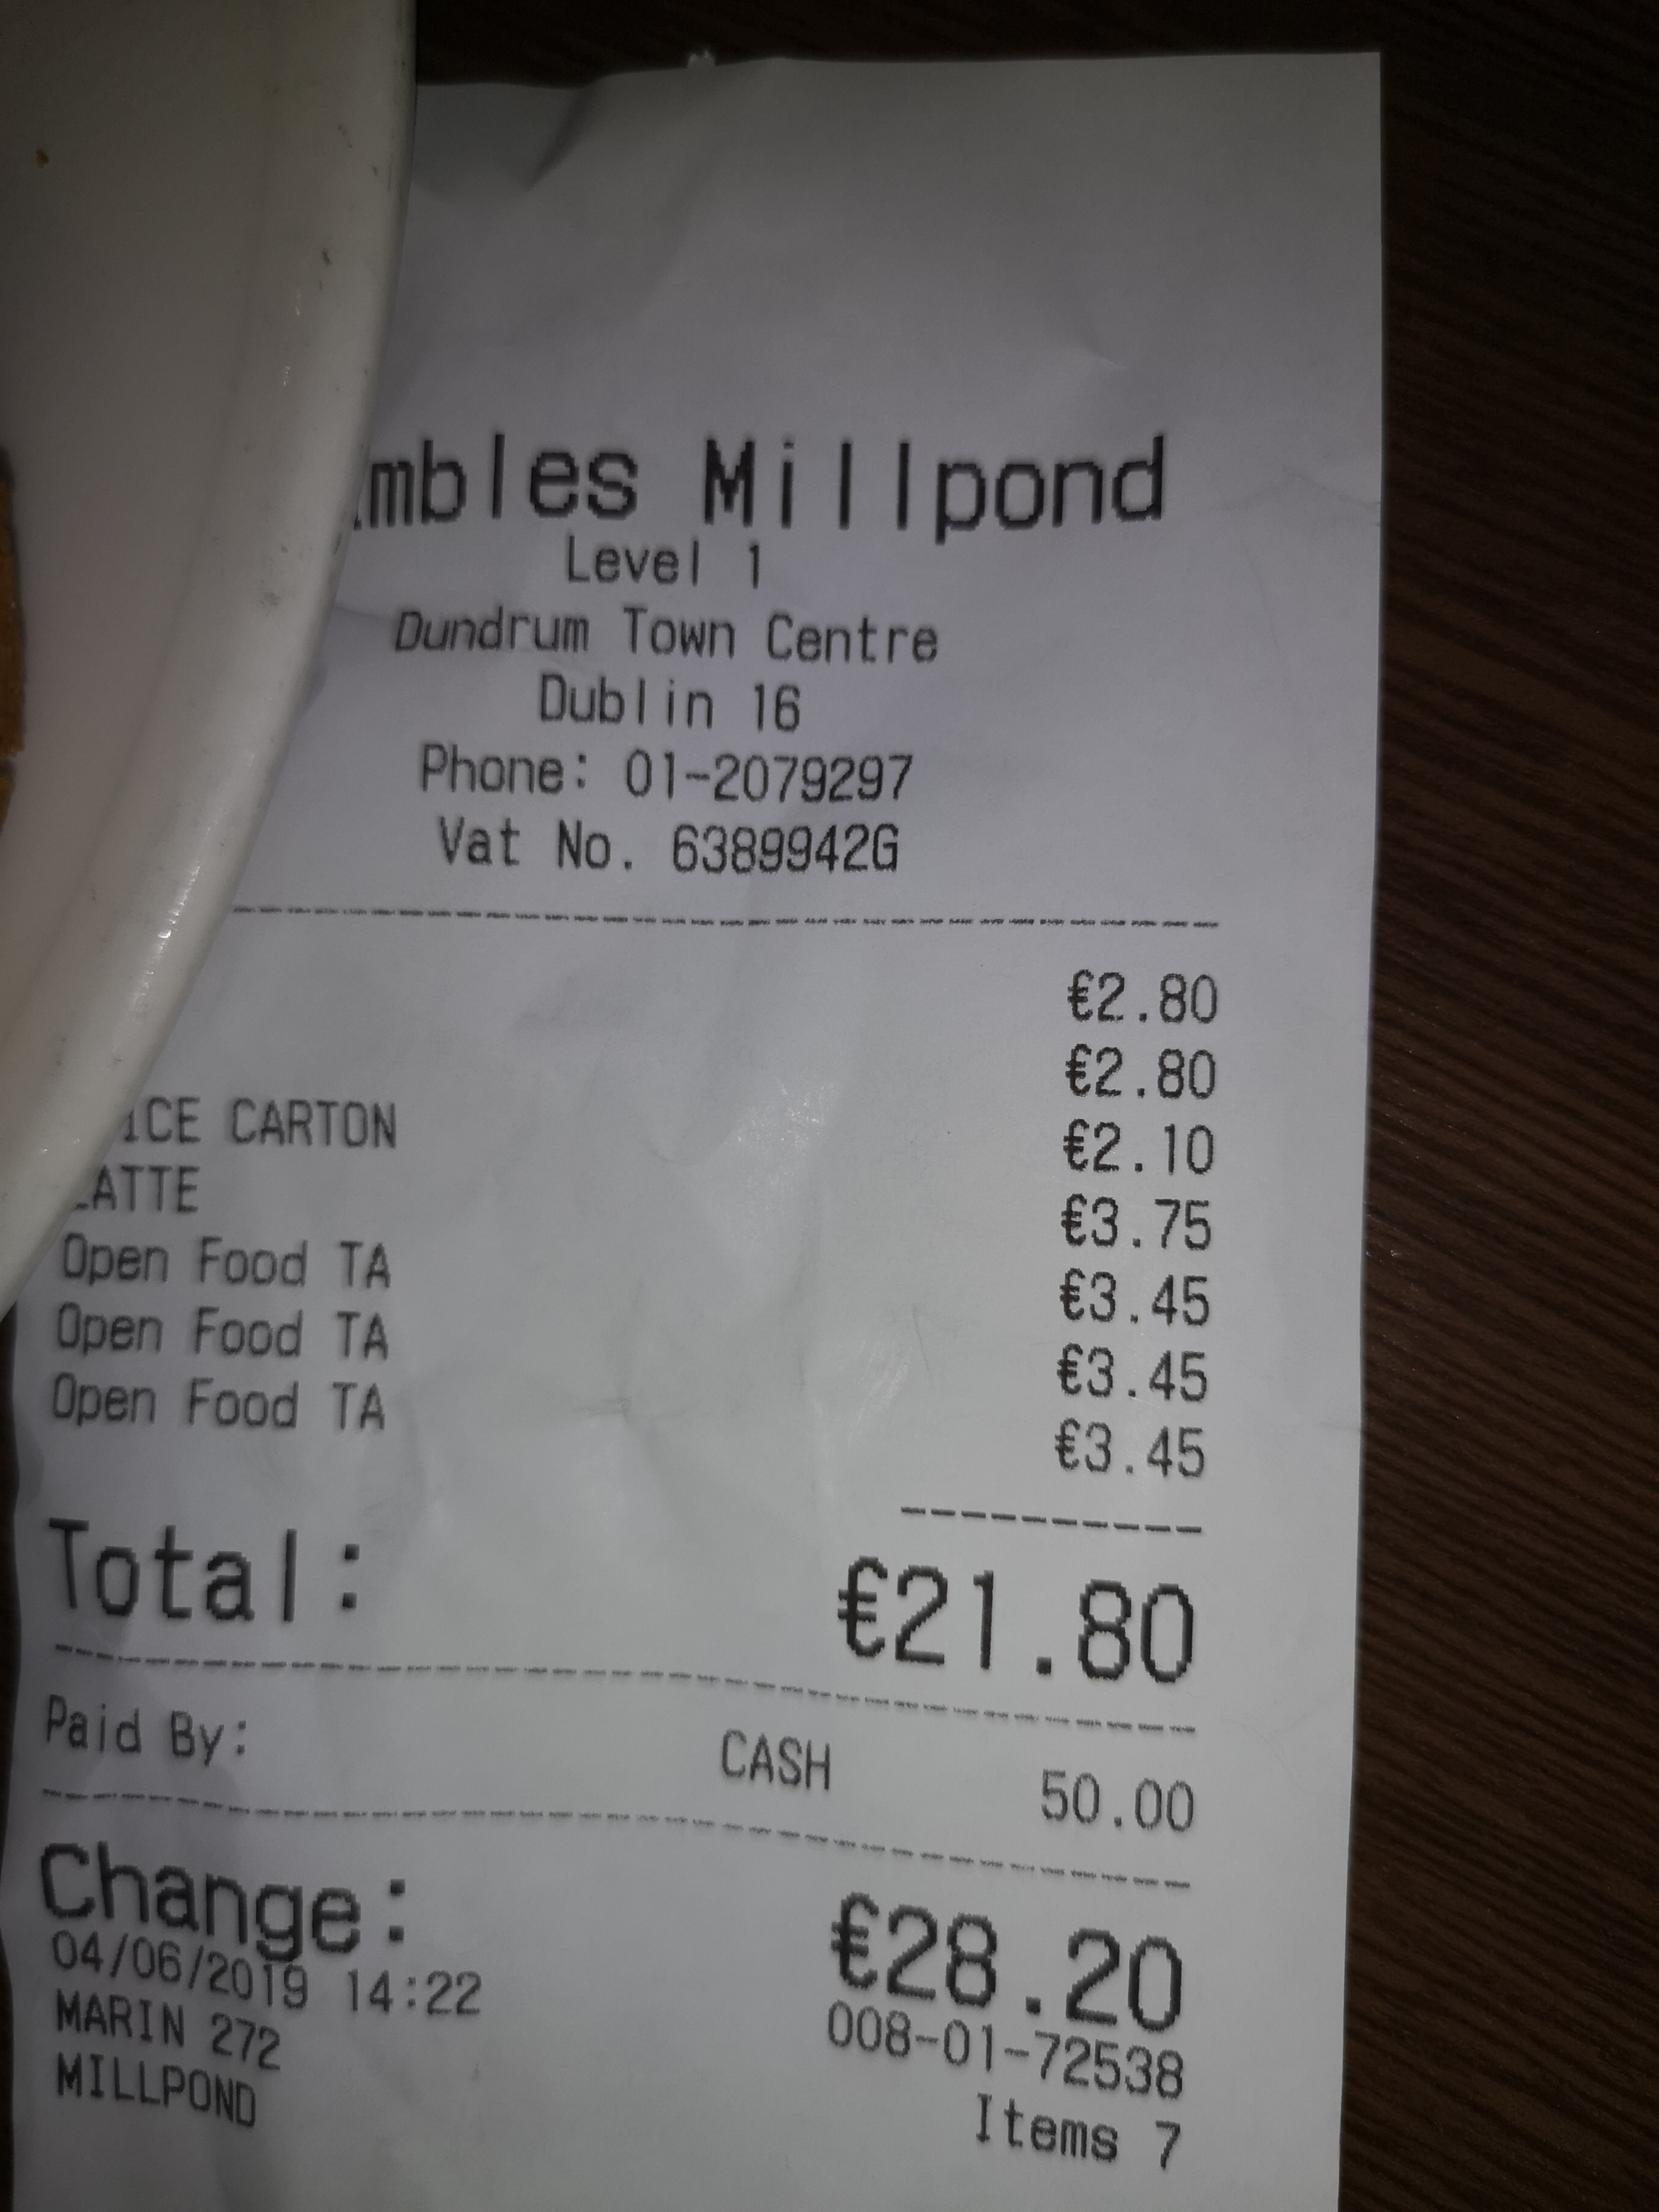 Millpond
Level 1
Dundrum Town Centre
Dublin 16
Phone: 01-2079297
Vat No. 6389942G
€2.80
€2.80
CARTON €2.10
LATTE €3.75
Open Food TA €3.45
Open Food TA €3.45
Open Food TA €3.45
Total: €21.80
Paid By: CASH 50.00
Change: €28.20
04/06/2019 14:22 008-01-72538
MARIN 272 Items 7
MILLPOND